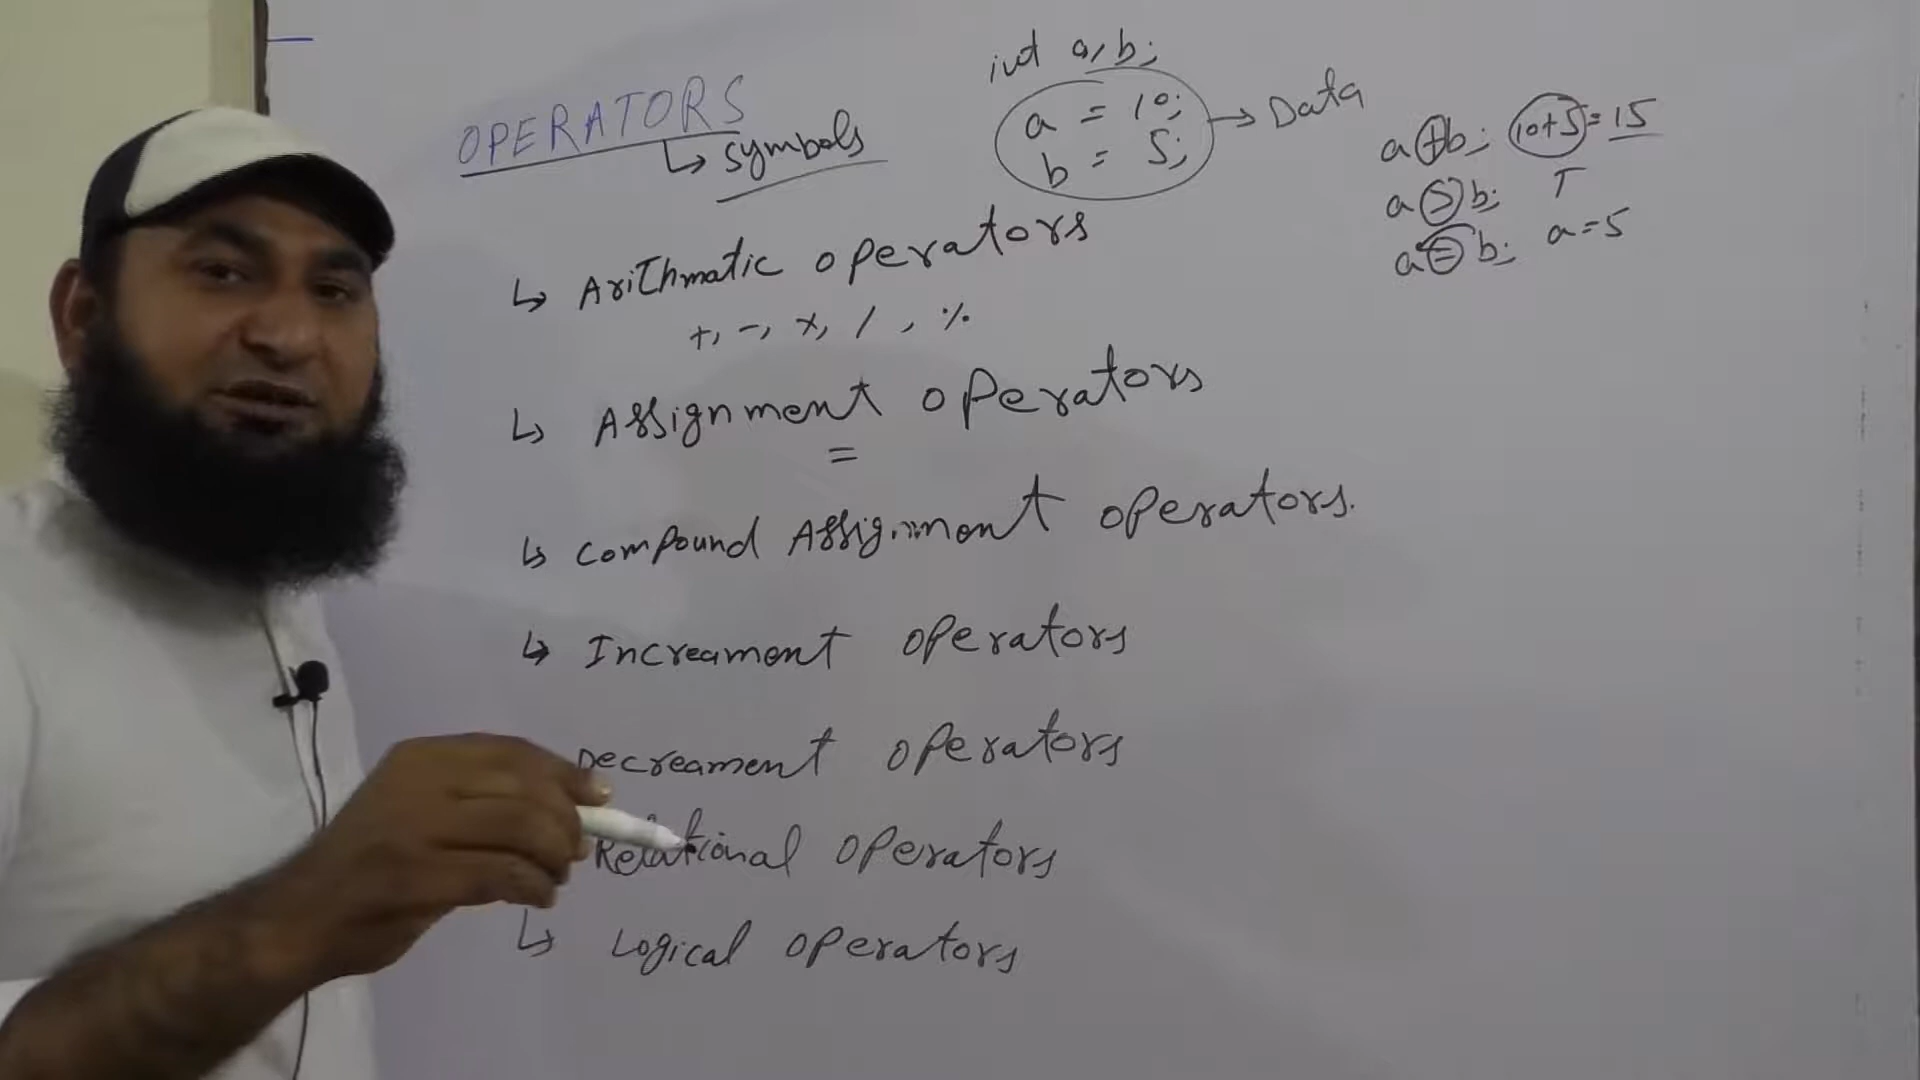 OPERATORS
↳ symbols
int a, b;
a = 10;
b = 5;
→ Data
a + b; 10+5 = 15
a > b; T
a = b; a = 5
↳ Arithmatic operators
+, -, ×, /, %
↳ Assignment operators
=
↳ compound Assignment operators.
↳ Increament operators
Decreament operators
Relational operators
↳ Logical operators